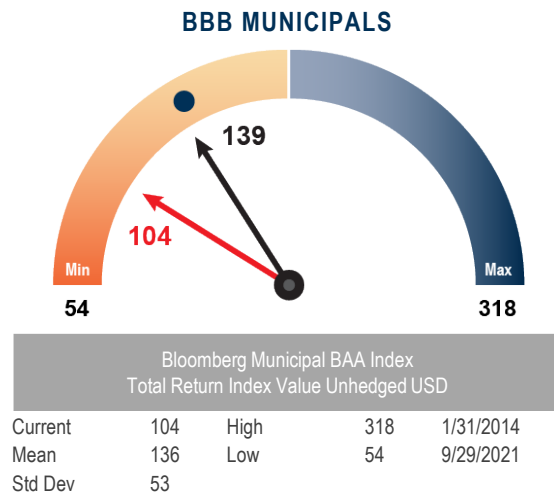 BBB MUNICIPALS
139
104
Min
Max
54
318
Bloomberg Municipal BAA Index
Total Return Index Value Unhedged USD
Current 104 High 318 1/31/2014
Mean 136 Low 54 9/29/2021
Std Dev 53